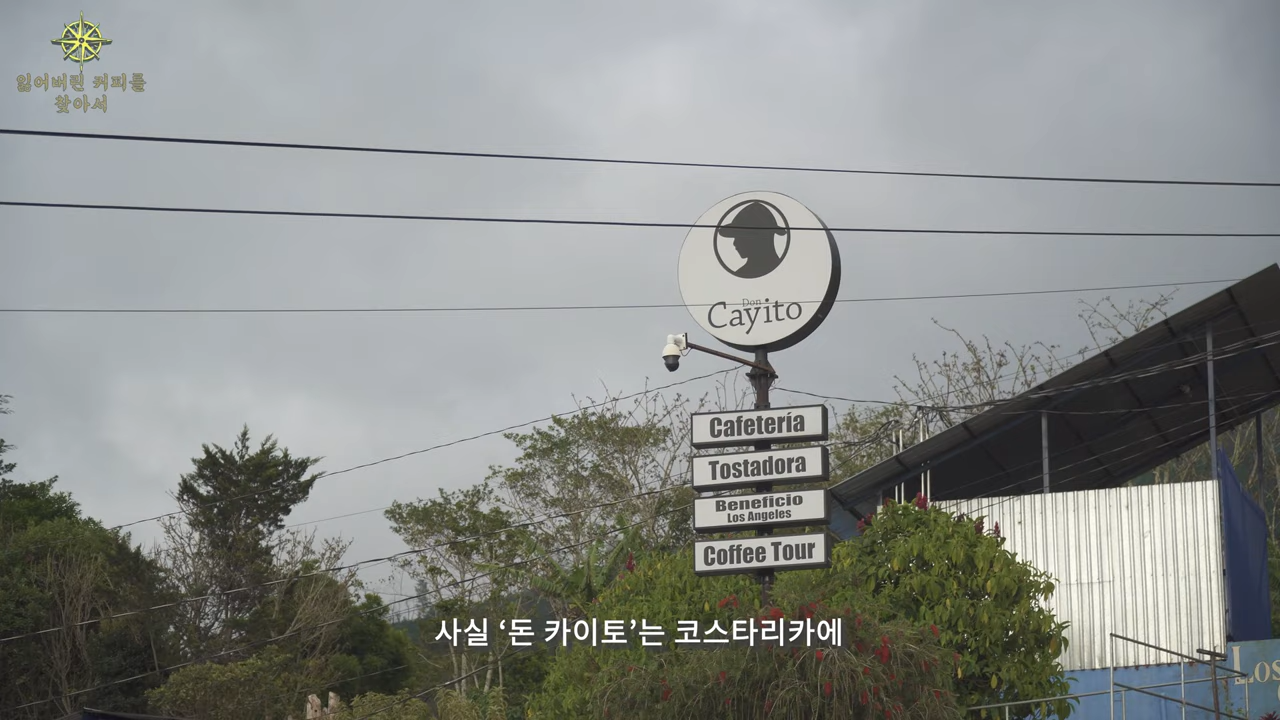 잃어버린 커피를
찾아서
Don
Cayito
Cafetería
Tostadora
Beneficio
Los Angeles
Coffee Tour
Los
사실 ‘돈 카이토’는 코스타리카에